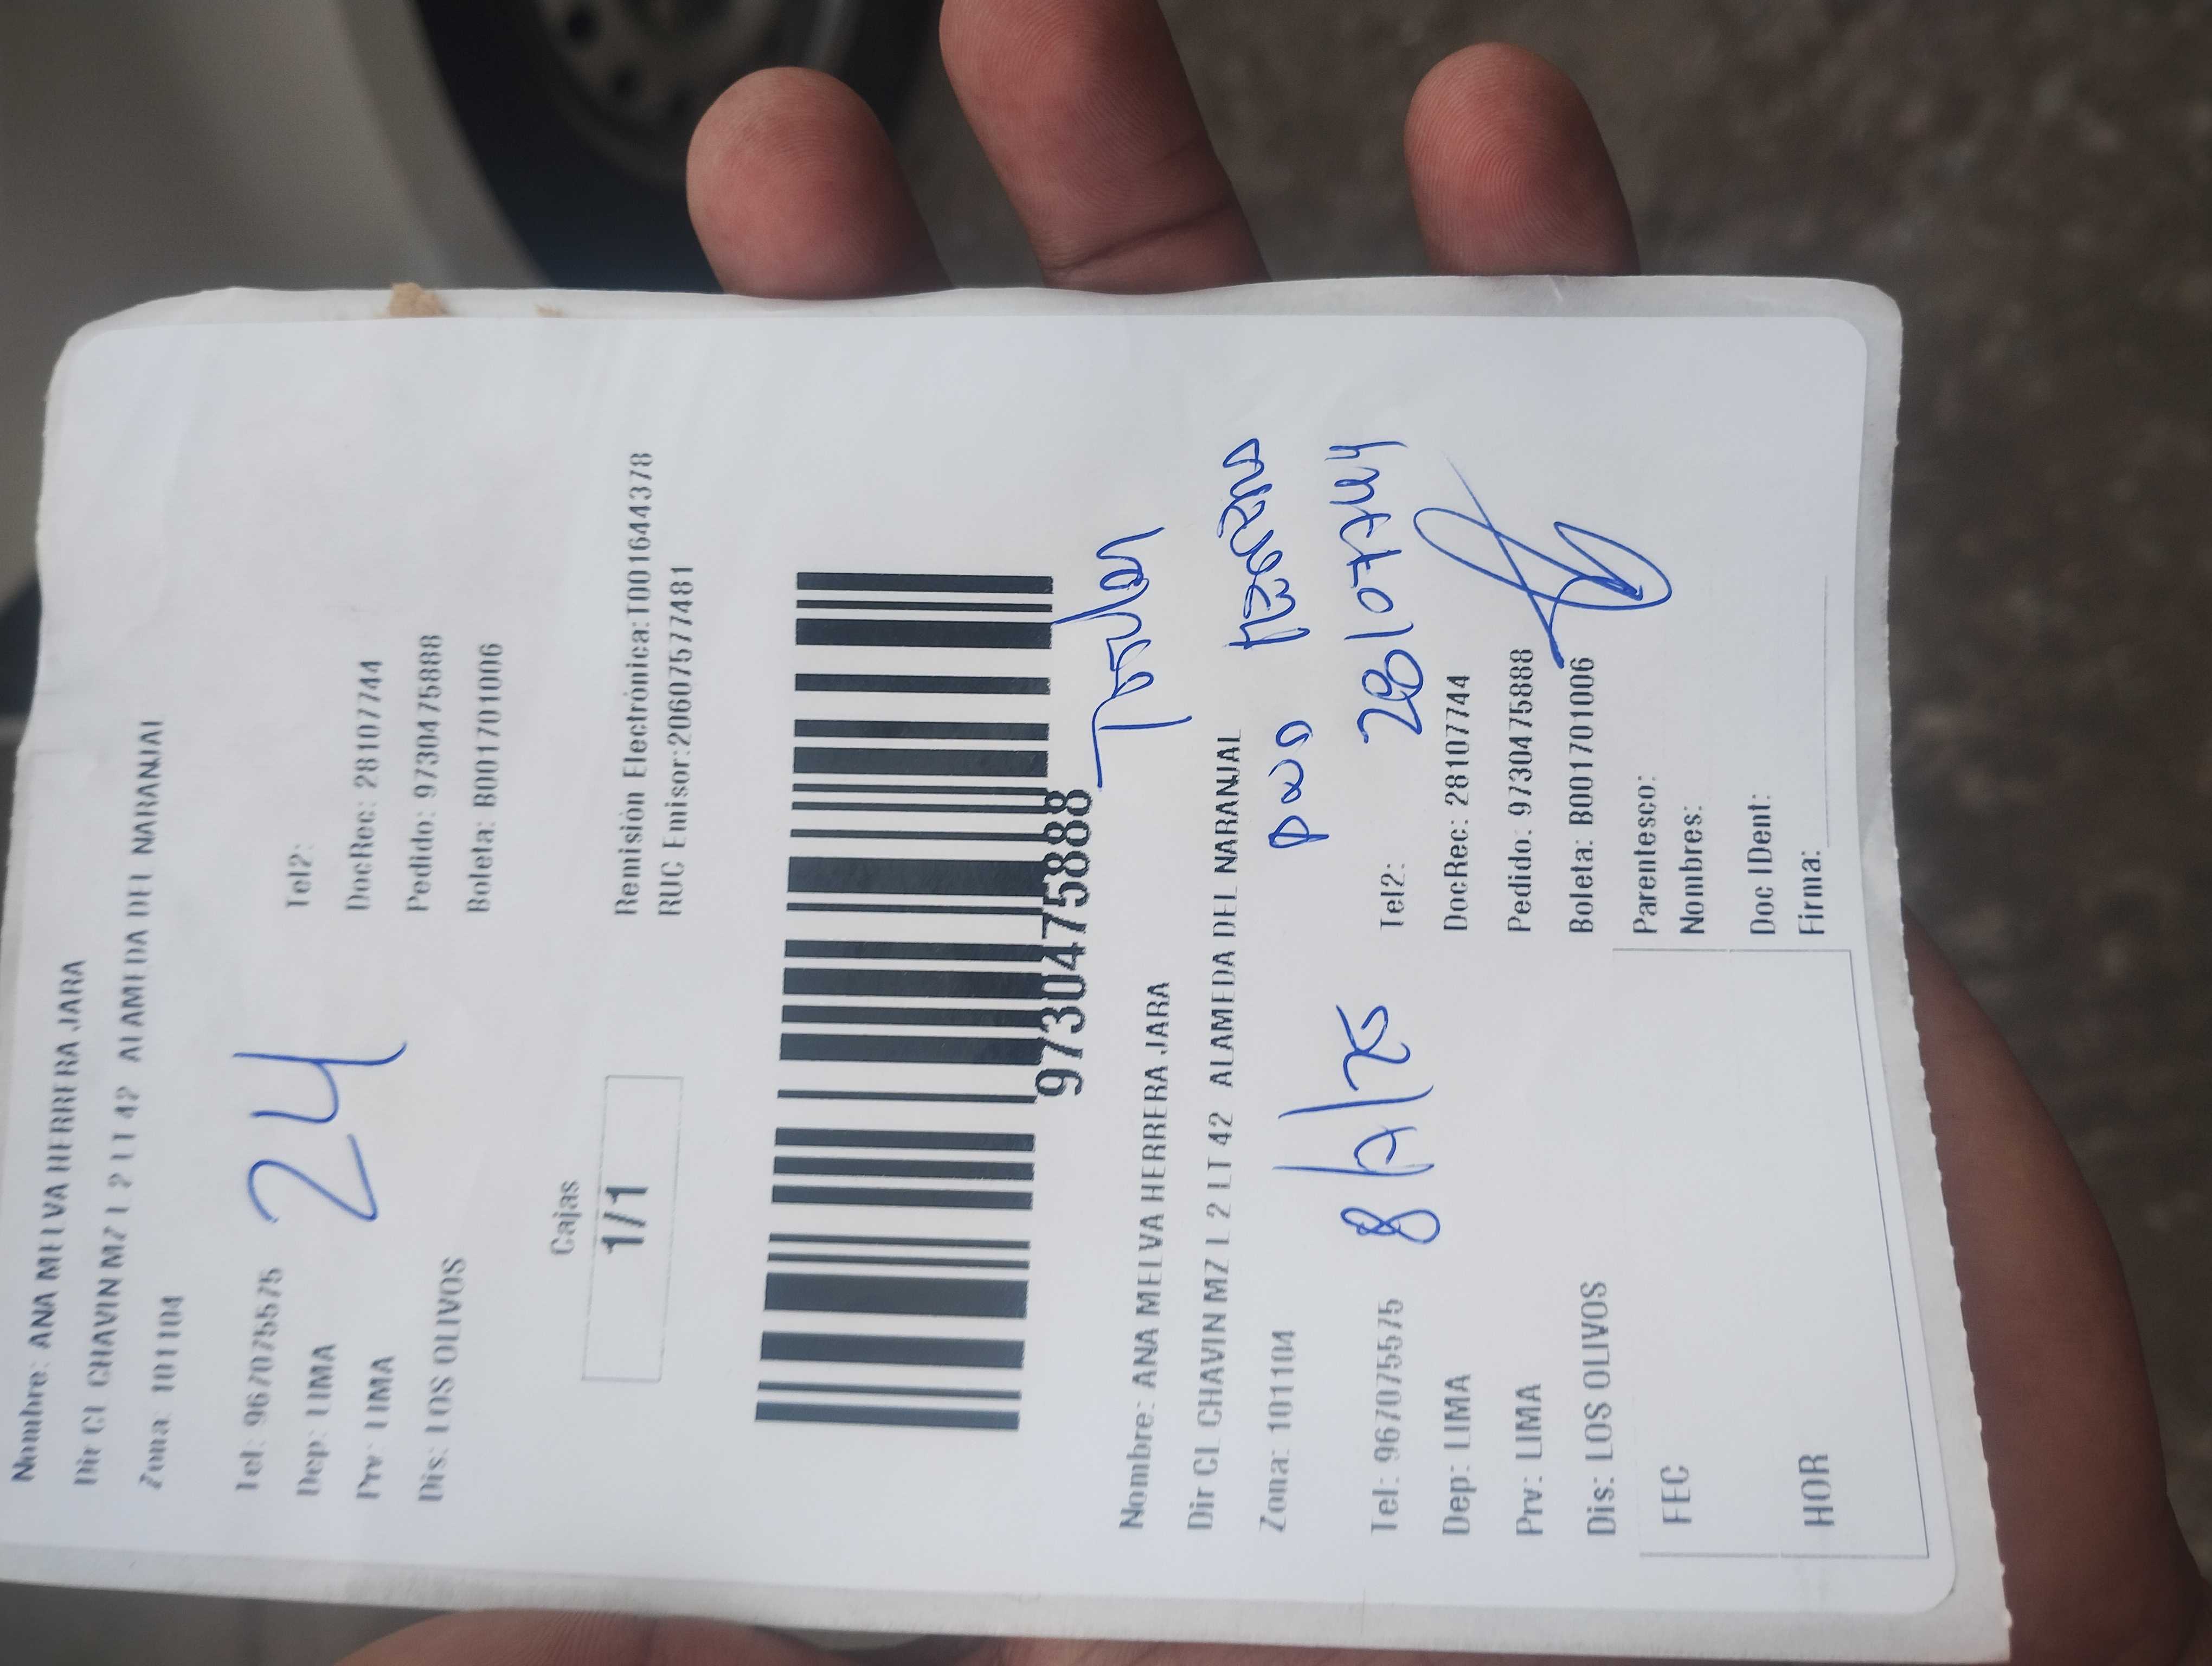 Nombre: ANA MELVA HERRERA JARA
Dir CL CHAVIN MZ L 2 LT 42 ALAMEDA DEL NARANJAL
Zona: 101104
Tel: 967075575
Tel2:
Dep: LIMA
DocRec: 28107744
Prv: LIMA
Pedido: 9730475888
Dis: LOS OLIVOS
Boleta: B001701006
24
Cajas
1/1
Remisión Electrónica: T001644378
RUC Emisor:20607577481
9730475888
Nombre: ANA MELVA HERRERA JARA
Dir CL CHAVIN MZ L 2 LT 42 ALAMEDA DEL NARANJAL
Zona: 101104
28107744
Tel: 967075575
8/1/25
Tel2:
Dep: LIMA
DocRec: 28107744
Prv: LIMA
Pedido: 9730475888
Dis: LOS OLIVOS
Boleta: B001701006
FEC
Parentesco:
Nombres:
HOR
Doc IDent:
Firma: